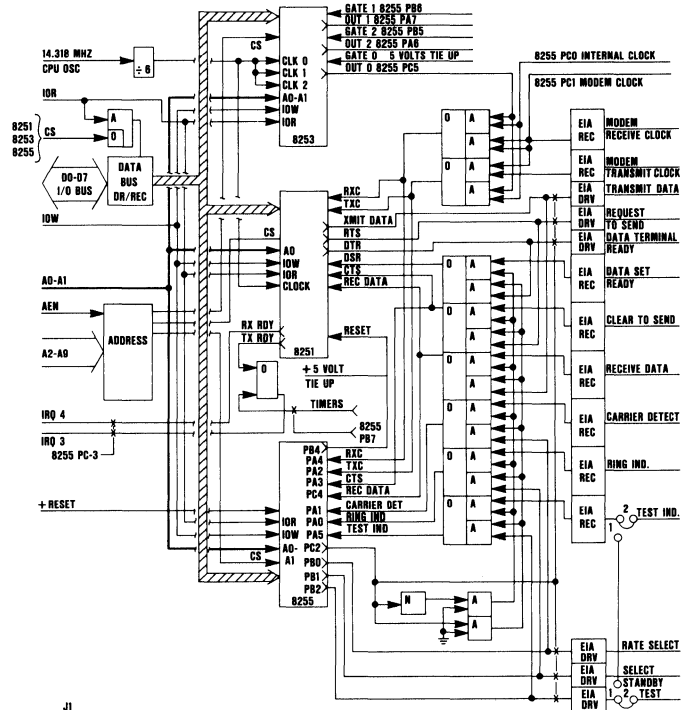 GATE 1 8255 PB6
OUT 1 8255 PA7
GATE 2 8255 PB5
OUT 2 8255 PA6
GATE 0 5 VOLTS TIE UP
OUT 0 8255 PC5
CS
CLK 0
CLK 1
CLK 2
A0-A1
IOW
IOR
8253
14.318 MHZ
CPU OSC
÷ 6
IOR
8251
8253
8255
CS
A
O
DATA
BUS
DR/REC
D0-D7
I/O BUS
IOW
A0-A1
AEN
ADDRESS
A2-A9
IRQ 4
IRQ 3
8255 PC-3
+ RESET
8255 PC0 INTERNAL CLOCK
8255 PC1 MODEM CLOCK
O
A
A
O
A
A
EIA
REC
MODEM
RECEIVE CLOCK
EIA
REC
MODEM
TRANSMIT CLOCK
EIA
DRV
TRANSMIT DATA
EIA
DRV
REQUEST
TO SEND
EIA
DRV
DATA TERMINAL
READY
EIA
REC
DATA SET
READY
EIA
REC
CLEAR TO SEND
EIA
REC
RECEIVE DATA
EIA
REC
CARRIER DETECT
EIA
REC
RING IND.
EIA
REC
2
1
TEST IND.
CS
A0
IOW
IOR
CLOCK
RXC
TXC
XMIT DATA
RTS
DTR
DSR
CTS
REC DATA
RX RDY
TX RDY
RESET
8251
O
+ 5 VOLT
TIE UP
TIMERS
8255
PB7
O
A
A
O
A
A
O
A
A
O
A
A
O
A
A
O
A
A
PB4
PA4
PA2
PA3
PC4
PA1
PA0
PA5
PC2
PB0
PB1
PB2
RXC
TXC
CTS
REC DATA
CARRIER DET
RING IND
TEST IND
IOR
IOW
A0-
A1
CS
8255
N
A
A
EIA
DRV
RATE SELECT
EIA
DRV
SELECT
STANDBY
EIA
DRV
1
2
TEST
J1